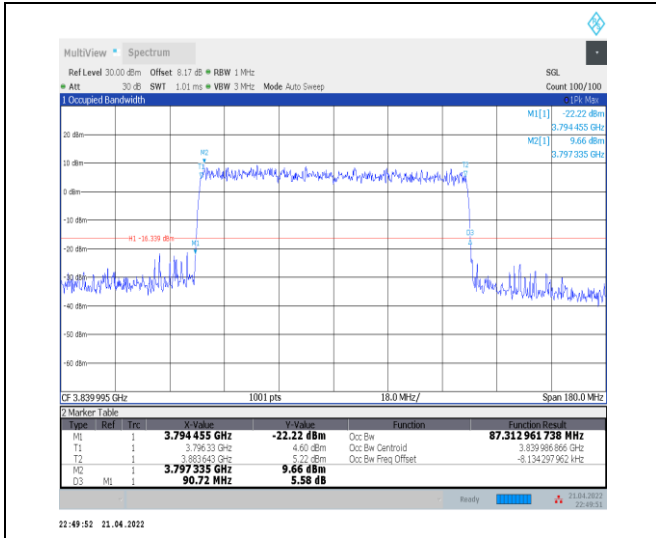 MultiView Spectrum
Ref Level 30.00 dBm Offset 8.17 dB RBW 1 MHz SGL
Att 30 dB SWT 1.01 ms VBW 3 MHz Mode Auto Sweep Count 100/100
1 Occupied Bandwidth 1Pk Max
M1[1] -22.22 dBm
3.794 455 GHz
M2[1] 9.66 dBm
3.797 335 GHz
20 dBm
M2
10 dBm
0 dBm
-10 dBm
H1 -16.339 dBm
M1
D3
-20 dBm
-30 dBm
-40 dBm
-50 dBm
-60 dBm
CF 3.839 995 GHz 1001 pts 18.0 MHz/ Span 180.0 MHz
2 Marker Table
Type Ref Trc X-Value Y-Value Function Function Result
M1 1 3.794 455 GHz -22.22 dBm Occ Bw 87.312 961 738 MHz
T1 1 3.796 33 GHz 4.60 dBm Occ Bw Centroid 3.839 986 866 GHz
T2 1 3.883 643 GHz 5.22 dBm Occ Bw Freq Offset -8.134 297 962 kHz
M2 1 3.797 335 GHz 9.66 dBm
D3 M1 1 90.72 MHz 5.58 dB
Ready 21.04.2022
22:49:51
22:49:52 21.04.2022